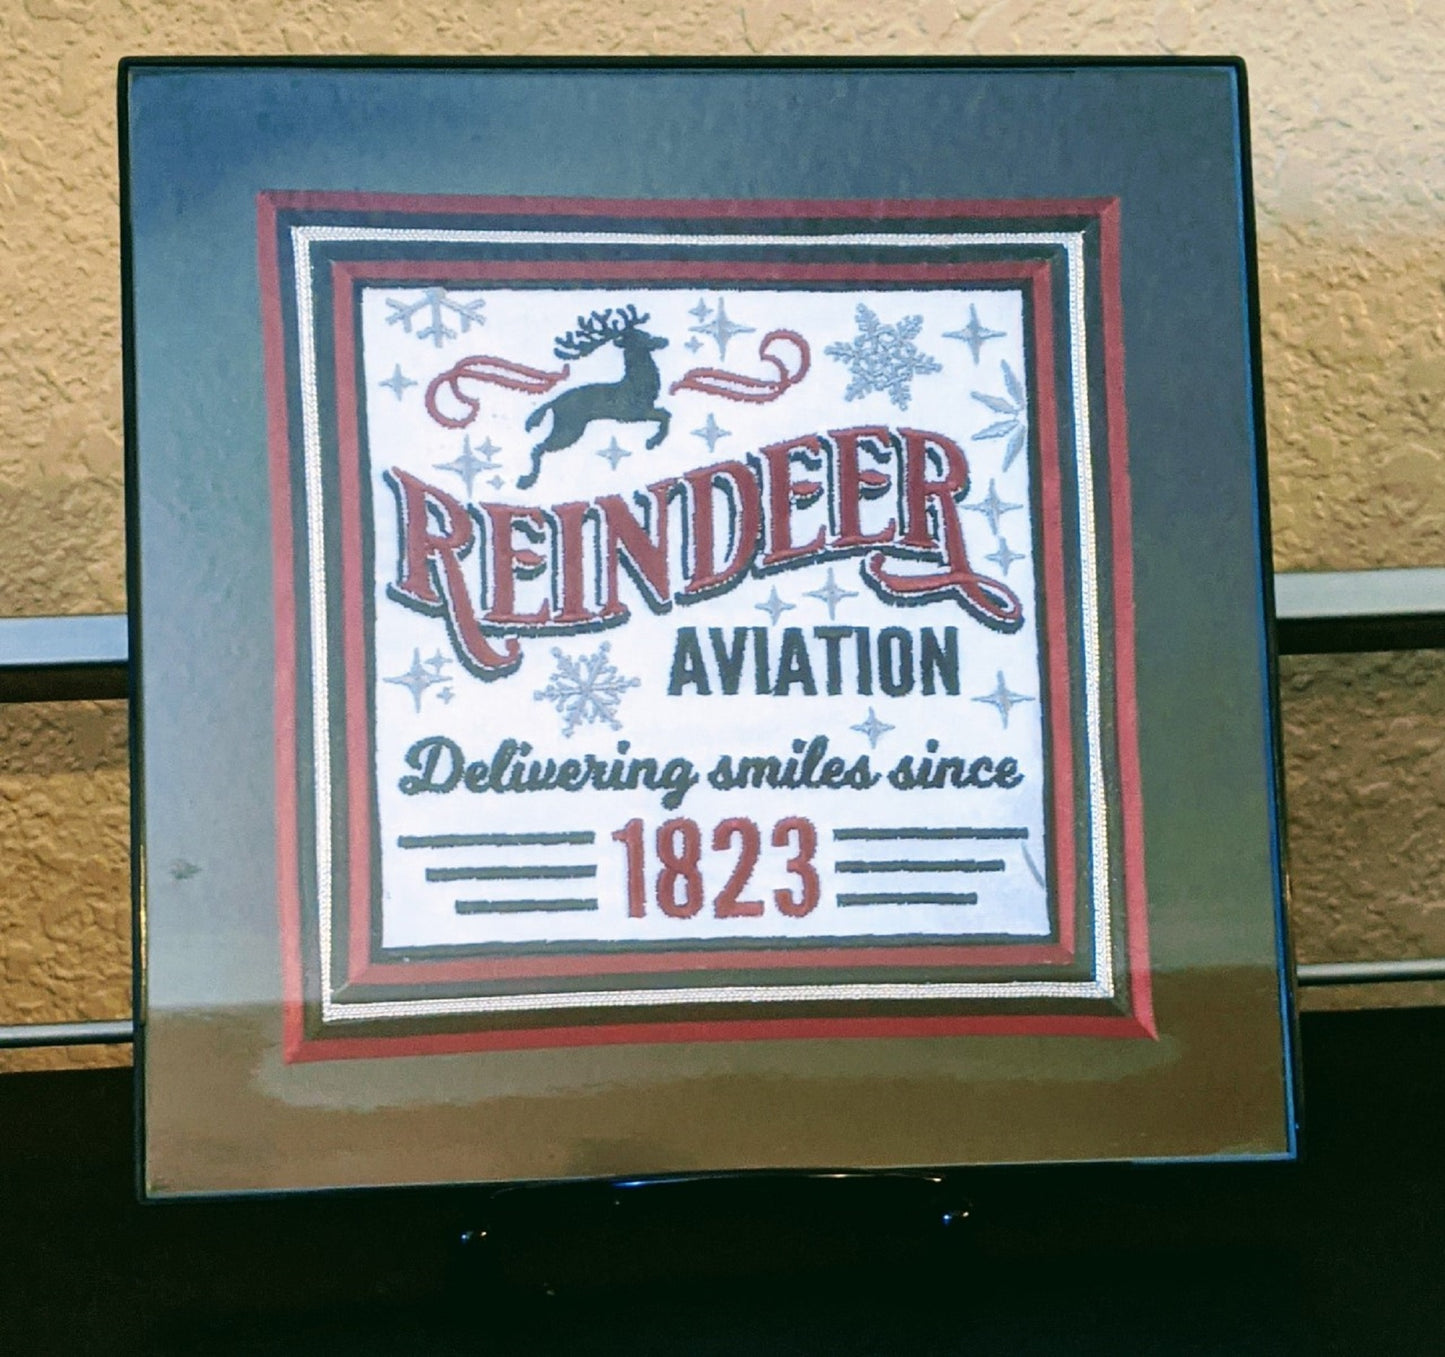 REINDEER
AVIATION
Delivering smiles since
1823